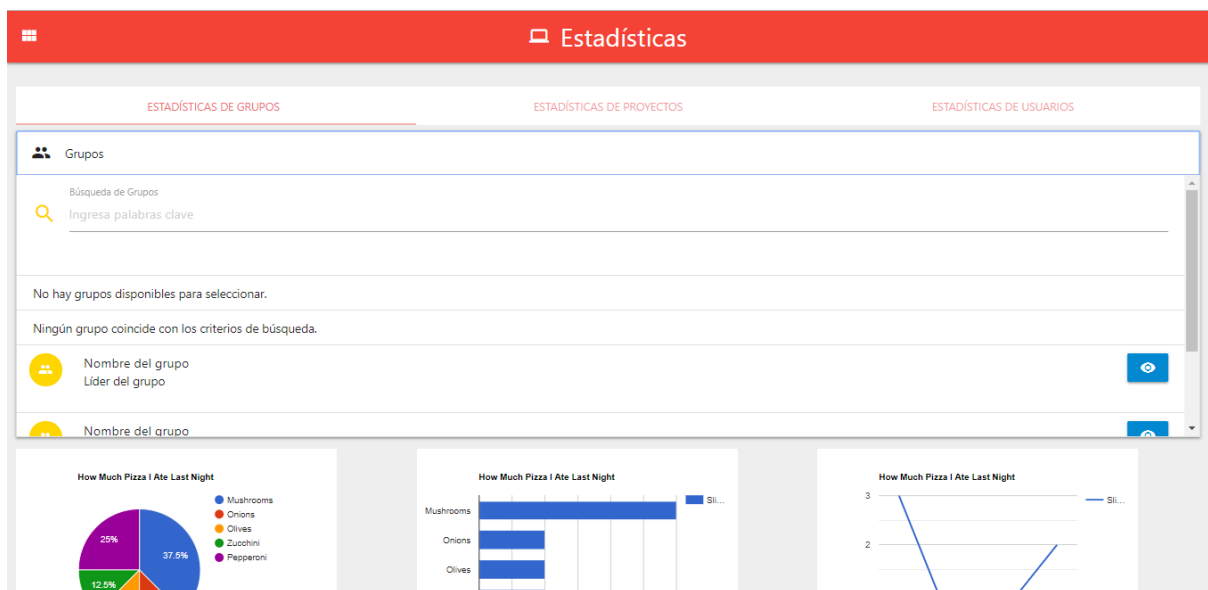 Estadísticas
ESTADÍSTICAS DE GRUPOS
ESTADÍSTICAS DE PROYECTOS
ESTADÍSTICAS DE USUARIOS
Grupos
Búsqueda de Grupos
Ingresa palabras clave
No hay grupos disponibles para seleccionar.
Ningún grupo coincide con los criterios de búsqueda.
Nombre del grupo
Líder del grupo
Nombre del grupo
How Much Pizza I Ate Last Night
Mushrooms
Onions
Olives
Zucchini
Pepperoni
25%
37.5%
12.5%
How Much Pizza I Ate Last Night
Sli...
Mushrooms
Onions
Olives
How Much Pizza I Ate Last Night
3
Sli...
2